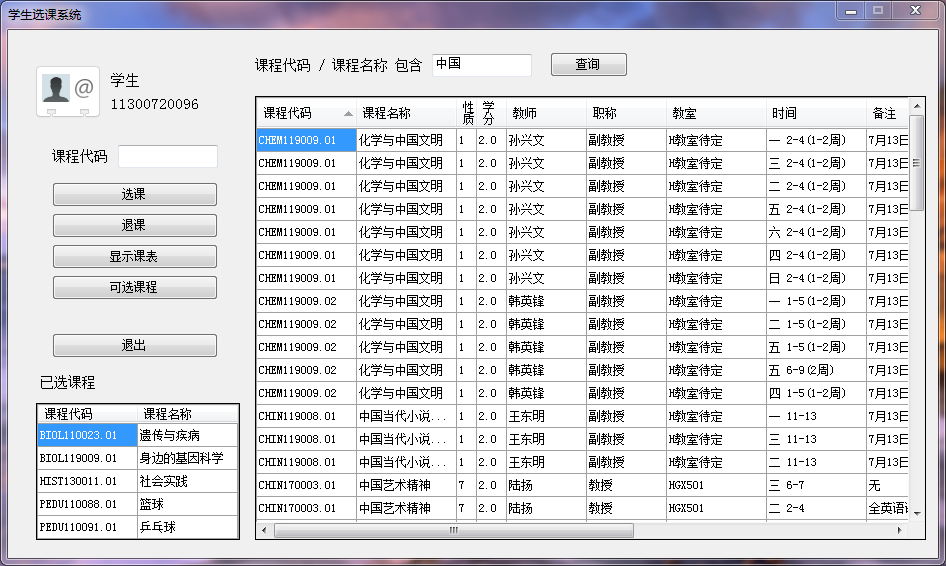 学生选课系统
学生
11300720096
课程代码
选课
退课
显示课表
可选课程
退出
已选课程
课程代码 课程名称
BIOL110023.01 遗传与疾病
BIOL119009.01 身边的基因科学
HIST130011.01 社会实践
PEDU110088.01 篮球
PEDU110091.01 乒乓球
课程代码 / 课程名称 包含 中国 查询
课程代码 课程名称 性质 学分 教师 职称 教室 时间 备注
CHEM119009.01 化学与中国文明 1 2.0 孙兴文 副教授 H教室待定 一 2-4(1-2周) 7月13日
CHEM119009.01 化学与中国文明 1 2.0 孙兴文 副教授 H教室待定 三 2-4(1-2周) 7月13日
CHEM119009.01 化学与中国文明 1 2.0 孙兴文 副教授 H教室待定 二 2-4(1-2周) 7月13日
CHEM119009.01 化学与中国文明 1 2.0 孙兴文 副教授 H教室待定 五 2-4(1-2周) 7月13日
CHEM119009.01 化学与中国文明 1 2.0 孙兴文 副教授 H教室待定 六 2-4(1-2周) 7月13日
CHEM119009.01 化学与中国文明 1 2.0 孙兴文 副教授 H教室待定 四 2-4(1-2周) 7月13日
CHEM119009.01 化学与中国文明 1 2.0 孙兴文 副教授 H教室待定 日 2-4(1-2周) 7月13日
CHEM119009.02 化学与中国文明 1 2.0 韩英锋 副教授 H教室待定 一 1-5(1-2周) 7月13日
CHEM119009.02 化学与中国文明 1 2.0 韩英锋 副教授 H教室待定 二 1-5(1-2周) 7月13日
CHEM119009.02 化学与中国文明 1 2.0 韩英锋 副教授 H教室待定 五 1-5(1-2周) 7月13日
CHEM119009.02 化学与中国文明 1 2.0 韩英锋 副教授 H教室待定 五 6-9(2周) 7月13日
CHEM119009.02 化学与中国文明 1 2.0 韩英锋 副教授 H教室待定 四 1-5(1-2周) 7月13日
CHIN119008.01 中国当代小说... 1 2.0 王东明 副教授 H教室待定 一 11-13 7月13日
CHIN119008.01 中国当代小说... 1 2.0 王东明 副教授 H教室待定 三 11-13 7月13日
CHIN119008.01 中国当代小说... 1 2.0 王东明 副教授 H教室待定 二 11-13 7月13日
CHIN170003.01 中国艺术精神 7 2.0 陆扬 教授 HGX501 三 6-7 无
CHIN170003.01 中国艺术精神 7 2.0 陆扬 教授 HGX501 二 2-4 全英语